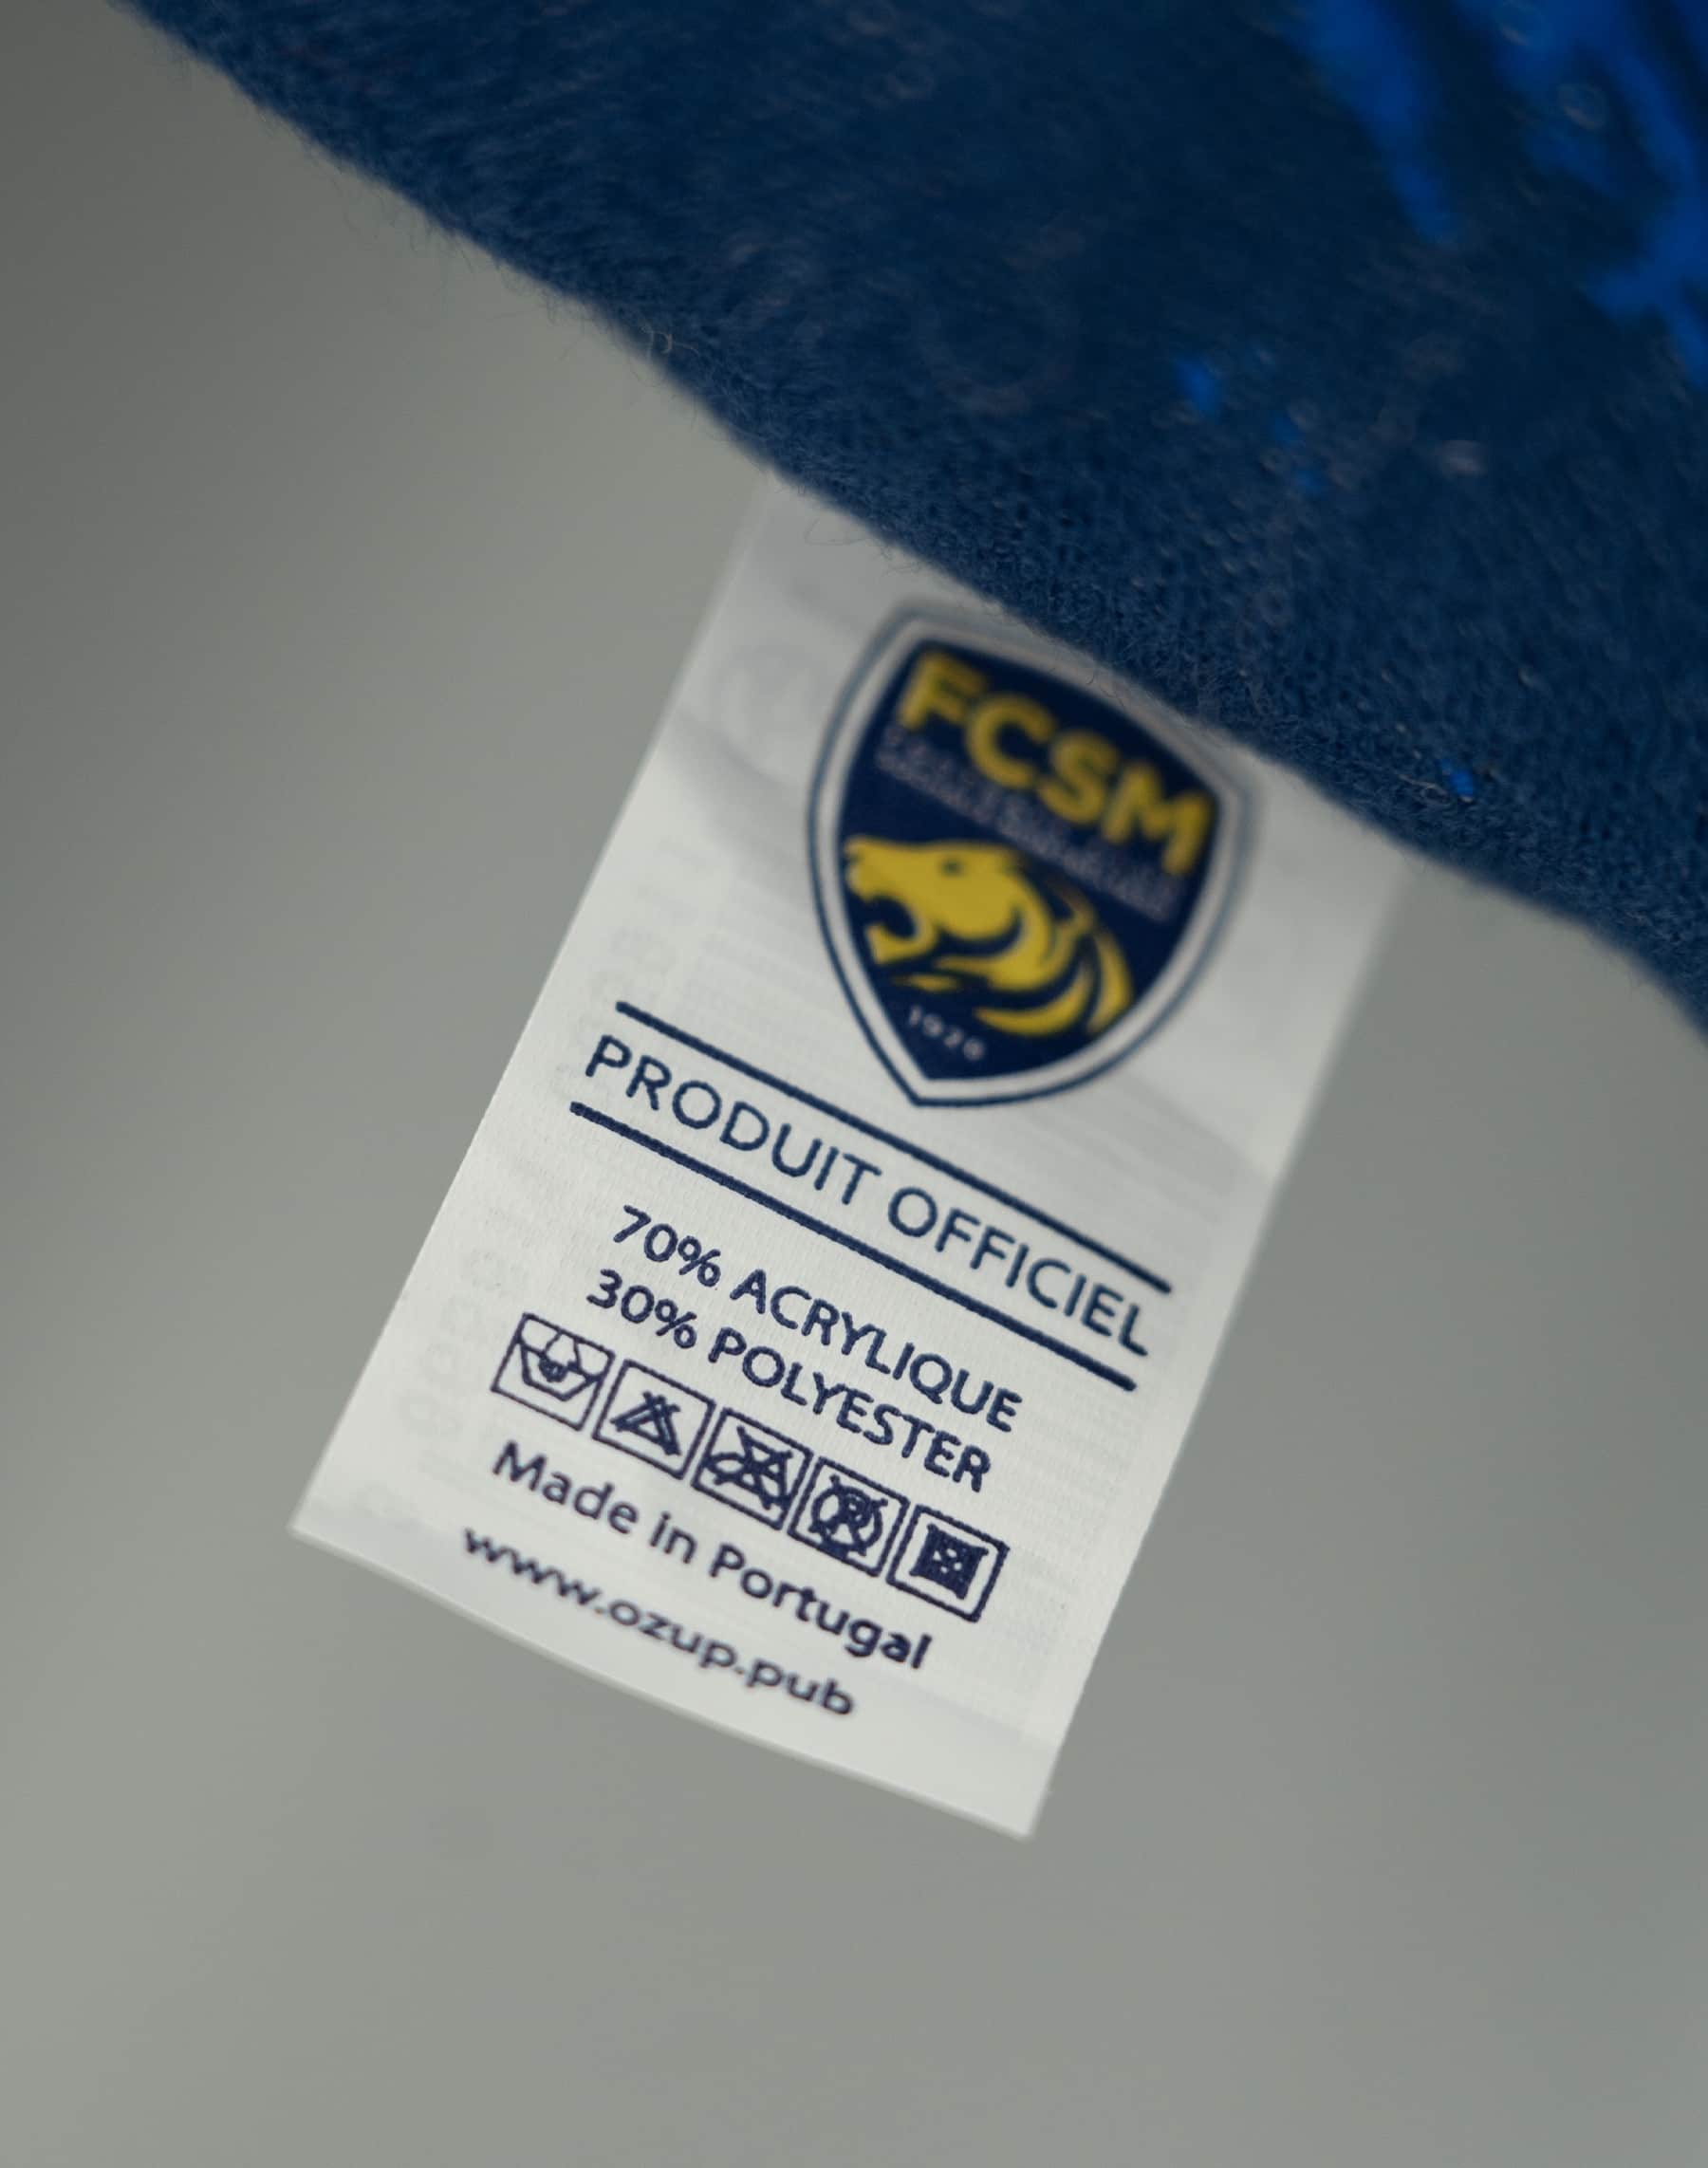 FCSM
1928
PRODUIT OFFICIEL
70% ACRYLIQUE
30% POLYESTER
Made in Portugal
www.ozup.pub